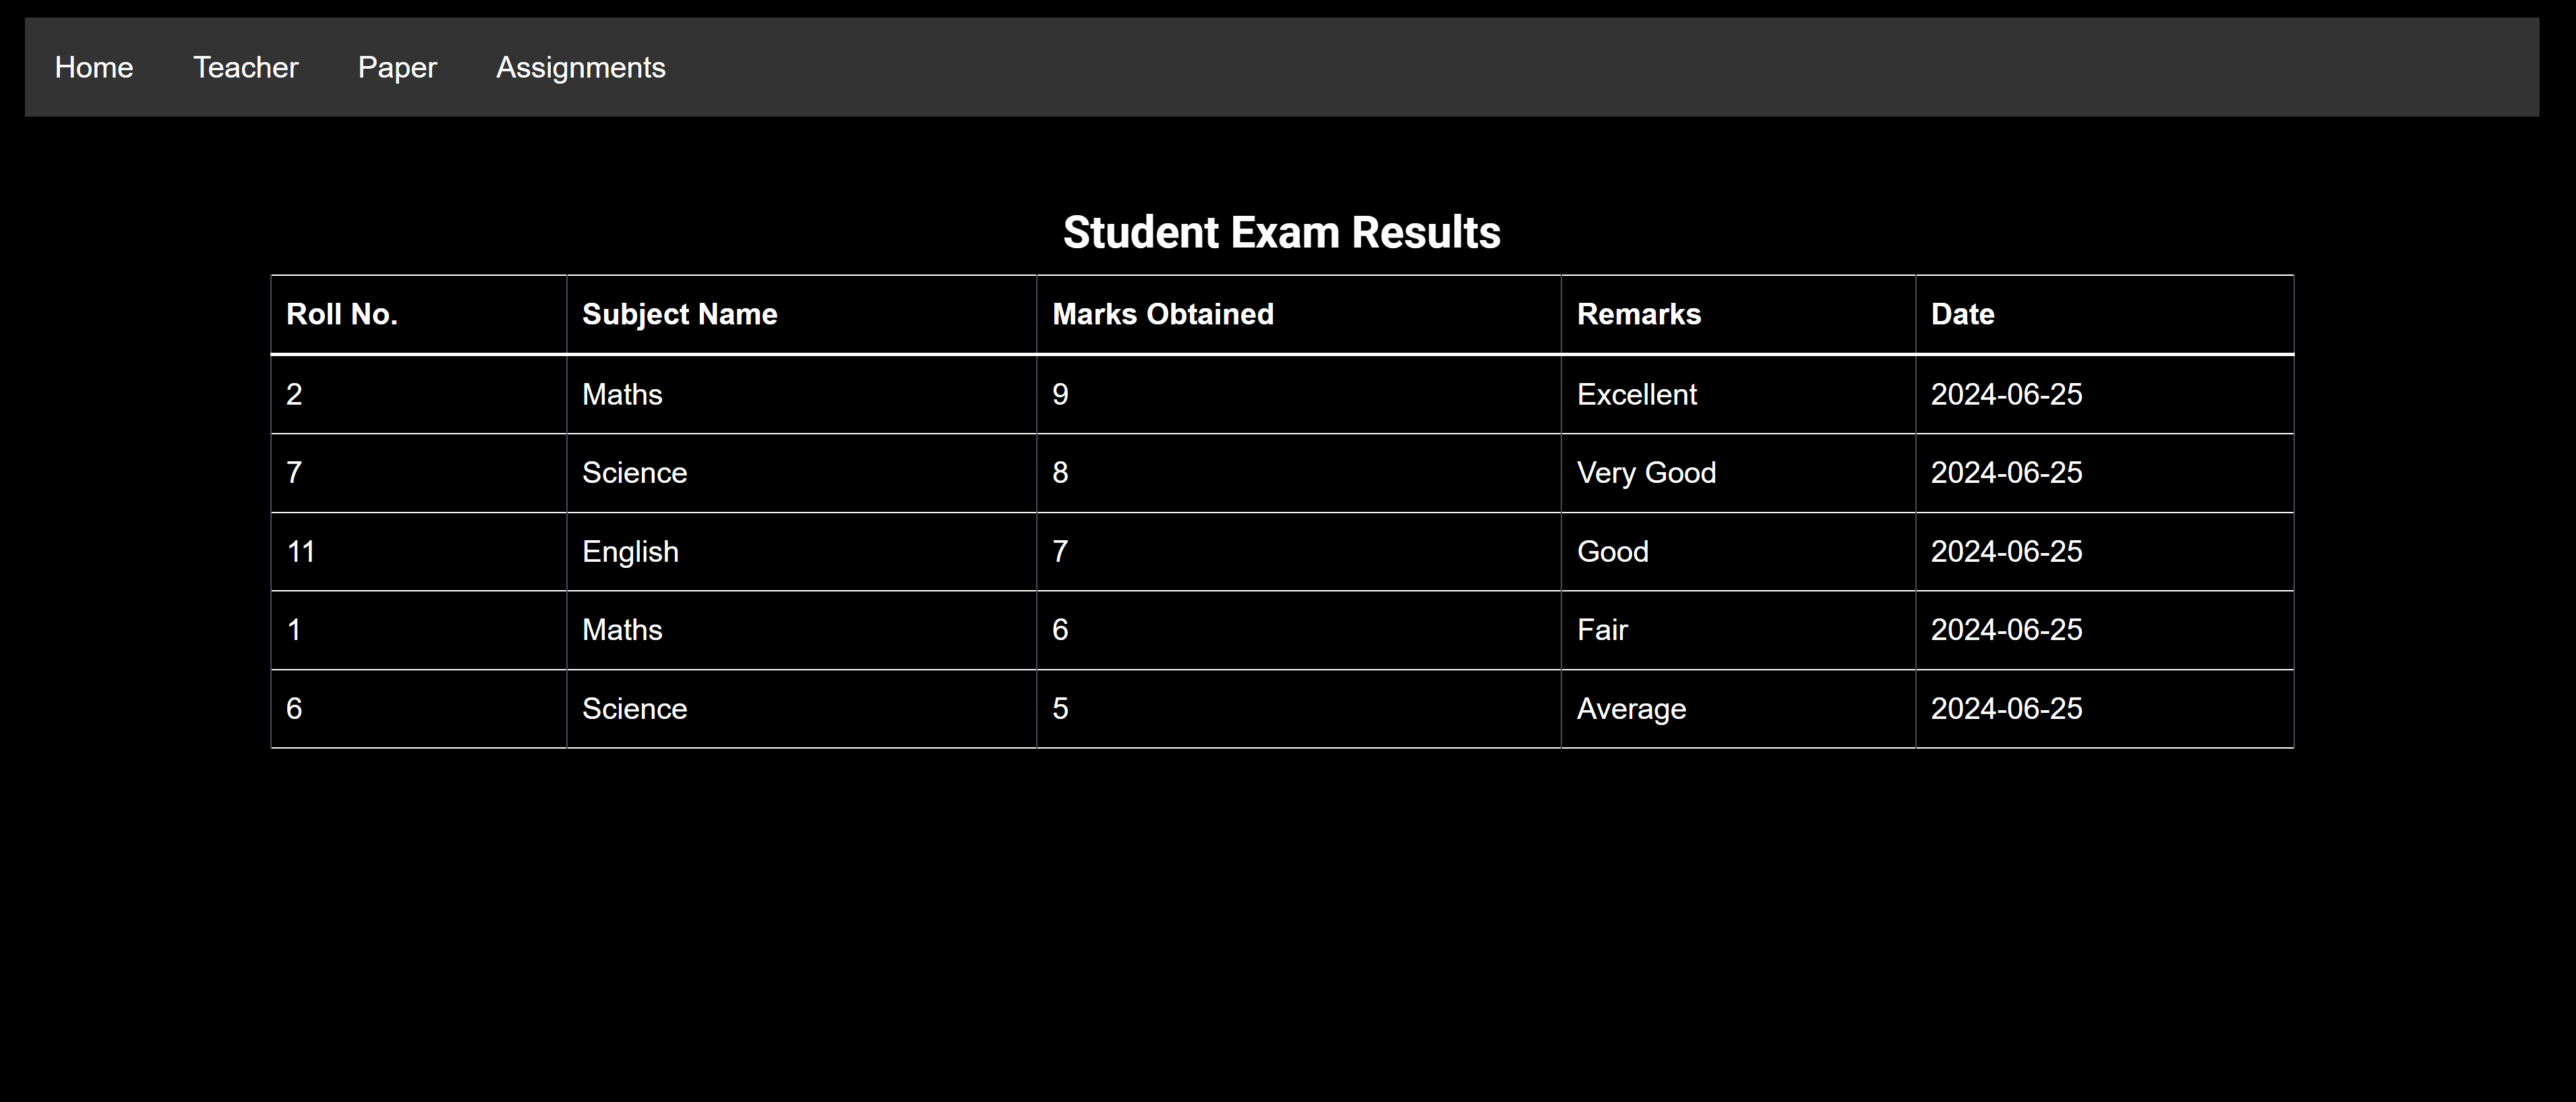 Home Teacher Paper Assignments
Student Exam Results
Roll No. Subject Name Marks Obtained Remarks Date
2 Maths 9 Excellent 2024-06-25
7 Science 8 Very Good 2024-06-25
11 English 7 Good 2024-06-25
1 Maths 6 Fair 2024-06-25
6 Science 5 Average 2024-06-25